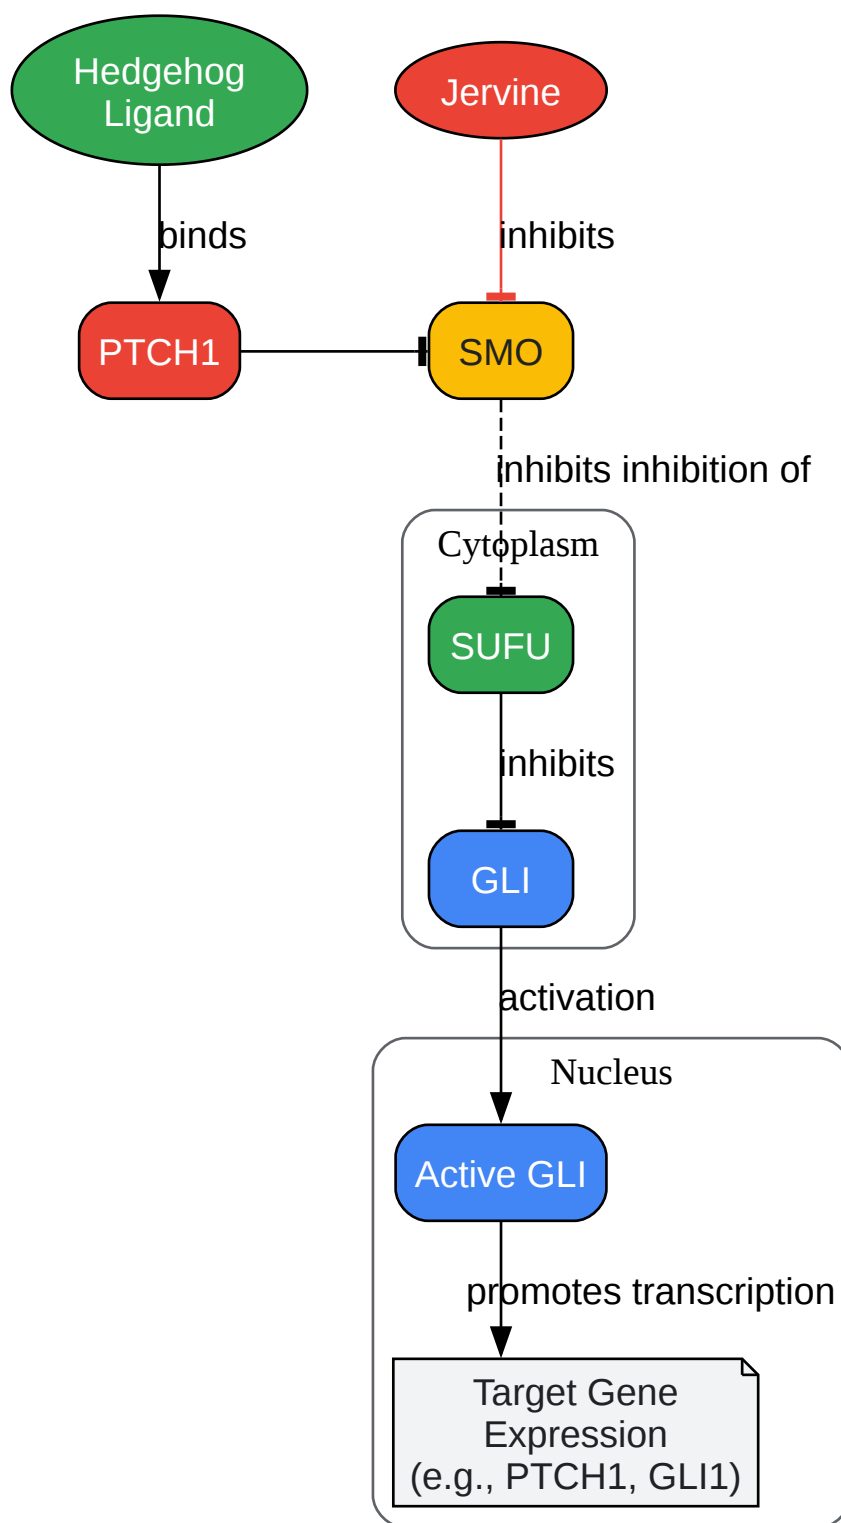 Hedgehog
Ligand
Jervine
binds
inhibits
PTCH1
SMO
inhibits inhibition of
Cytoplasm
SUFU
inhibits
GLI
activation
Nucleus
Active GLI
promotes transcription
Target Gene
Expression
(e.g., PTCH1, GLI1)